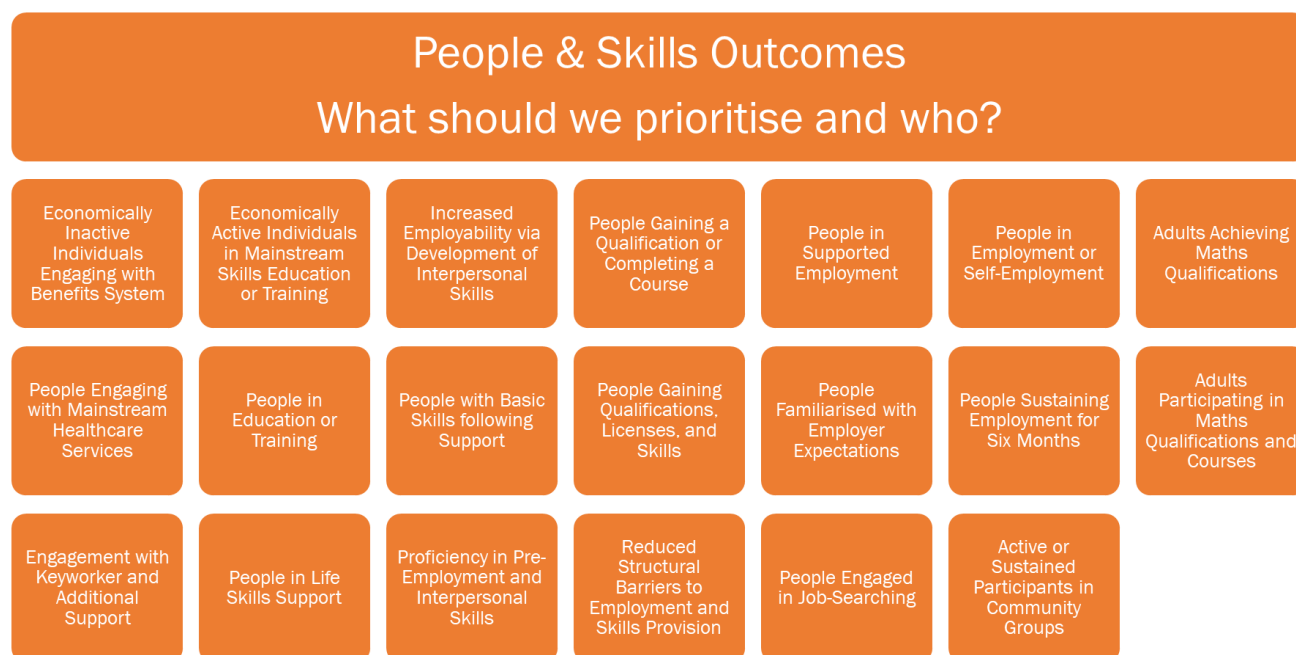 People & Skills Outcomes
What should we prioritise and who?
Economically
Inactive
Individuals
Engaging with
Benefits System
Economically
Active Individuals
in Mainstream
Skills Education
or Training
Increased
Employability via
Development of
Interpersonal
Skills
People Gaining a
Qualification or
Completing a
Course
People in
Supported
Employment
People in
Employment or
Self-Employment
Adults Achieving
Maths
Qualifications
People Engaging
with Mainstream
Healthcare
Services
People in
Education or
Training
People with Basic
Skills following
Support
People Gaining
Qualifications,
Licenses, and
Skills
People
Familiarised with
Employer
Expectations
People Sustaining
Employment for
Six Months
Adults
Participating in
Maths
Qualifications and
Courses
Engagement with
Keyworker and
Additional
Support
People in Life
Skills Support
Proficiency in Pre-
Employment and
Interpersonal
Skills
Reduced
Structural
Barriers to
Employment and
Skills Provision
People Engaged
in Job-Searching
Active or
Sustained
Participants in
Community
Groups